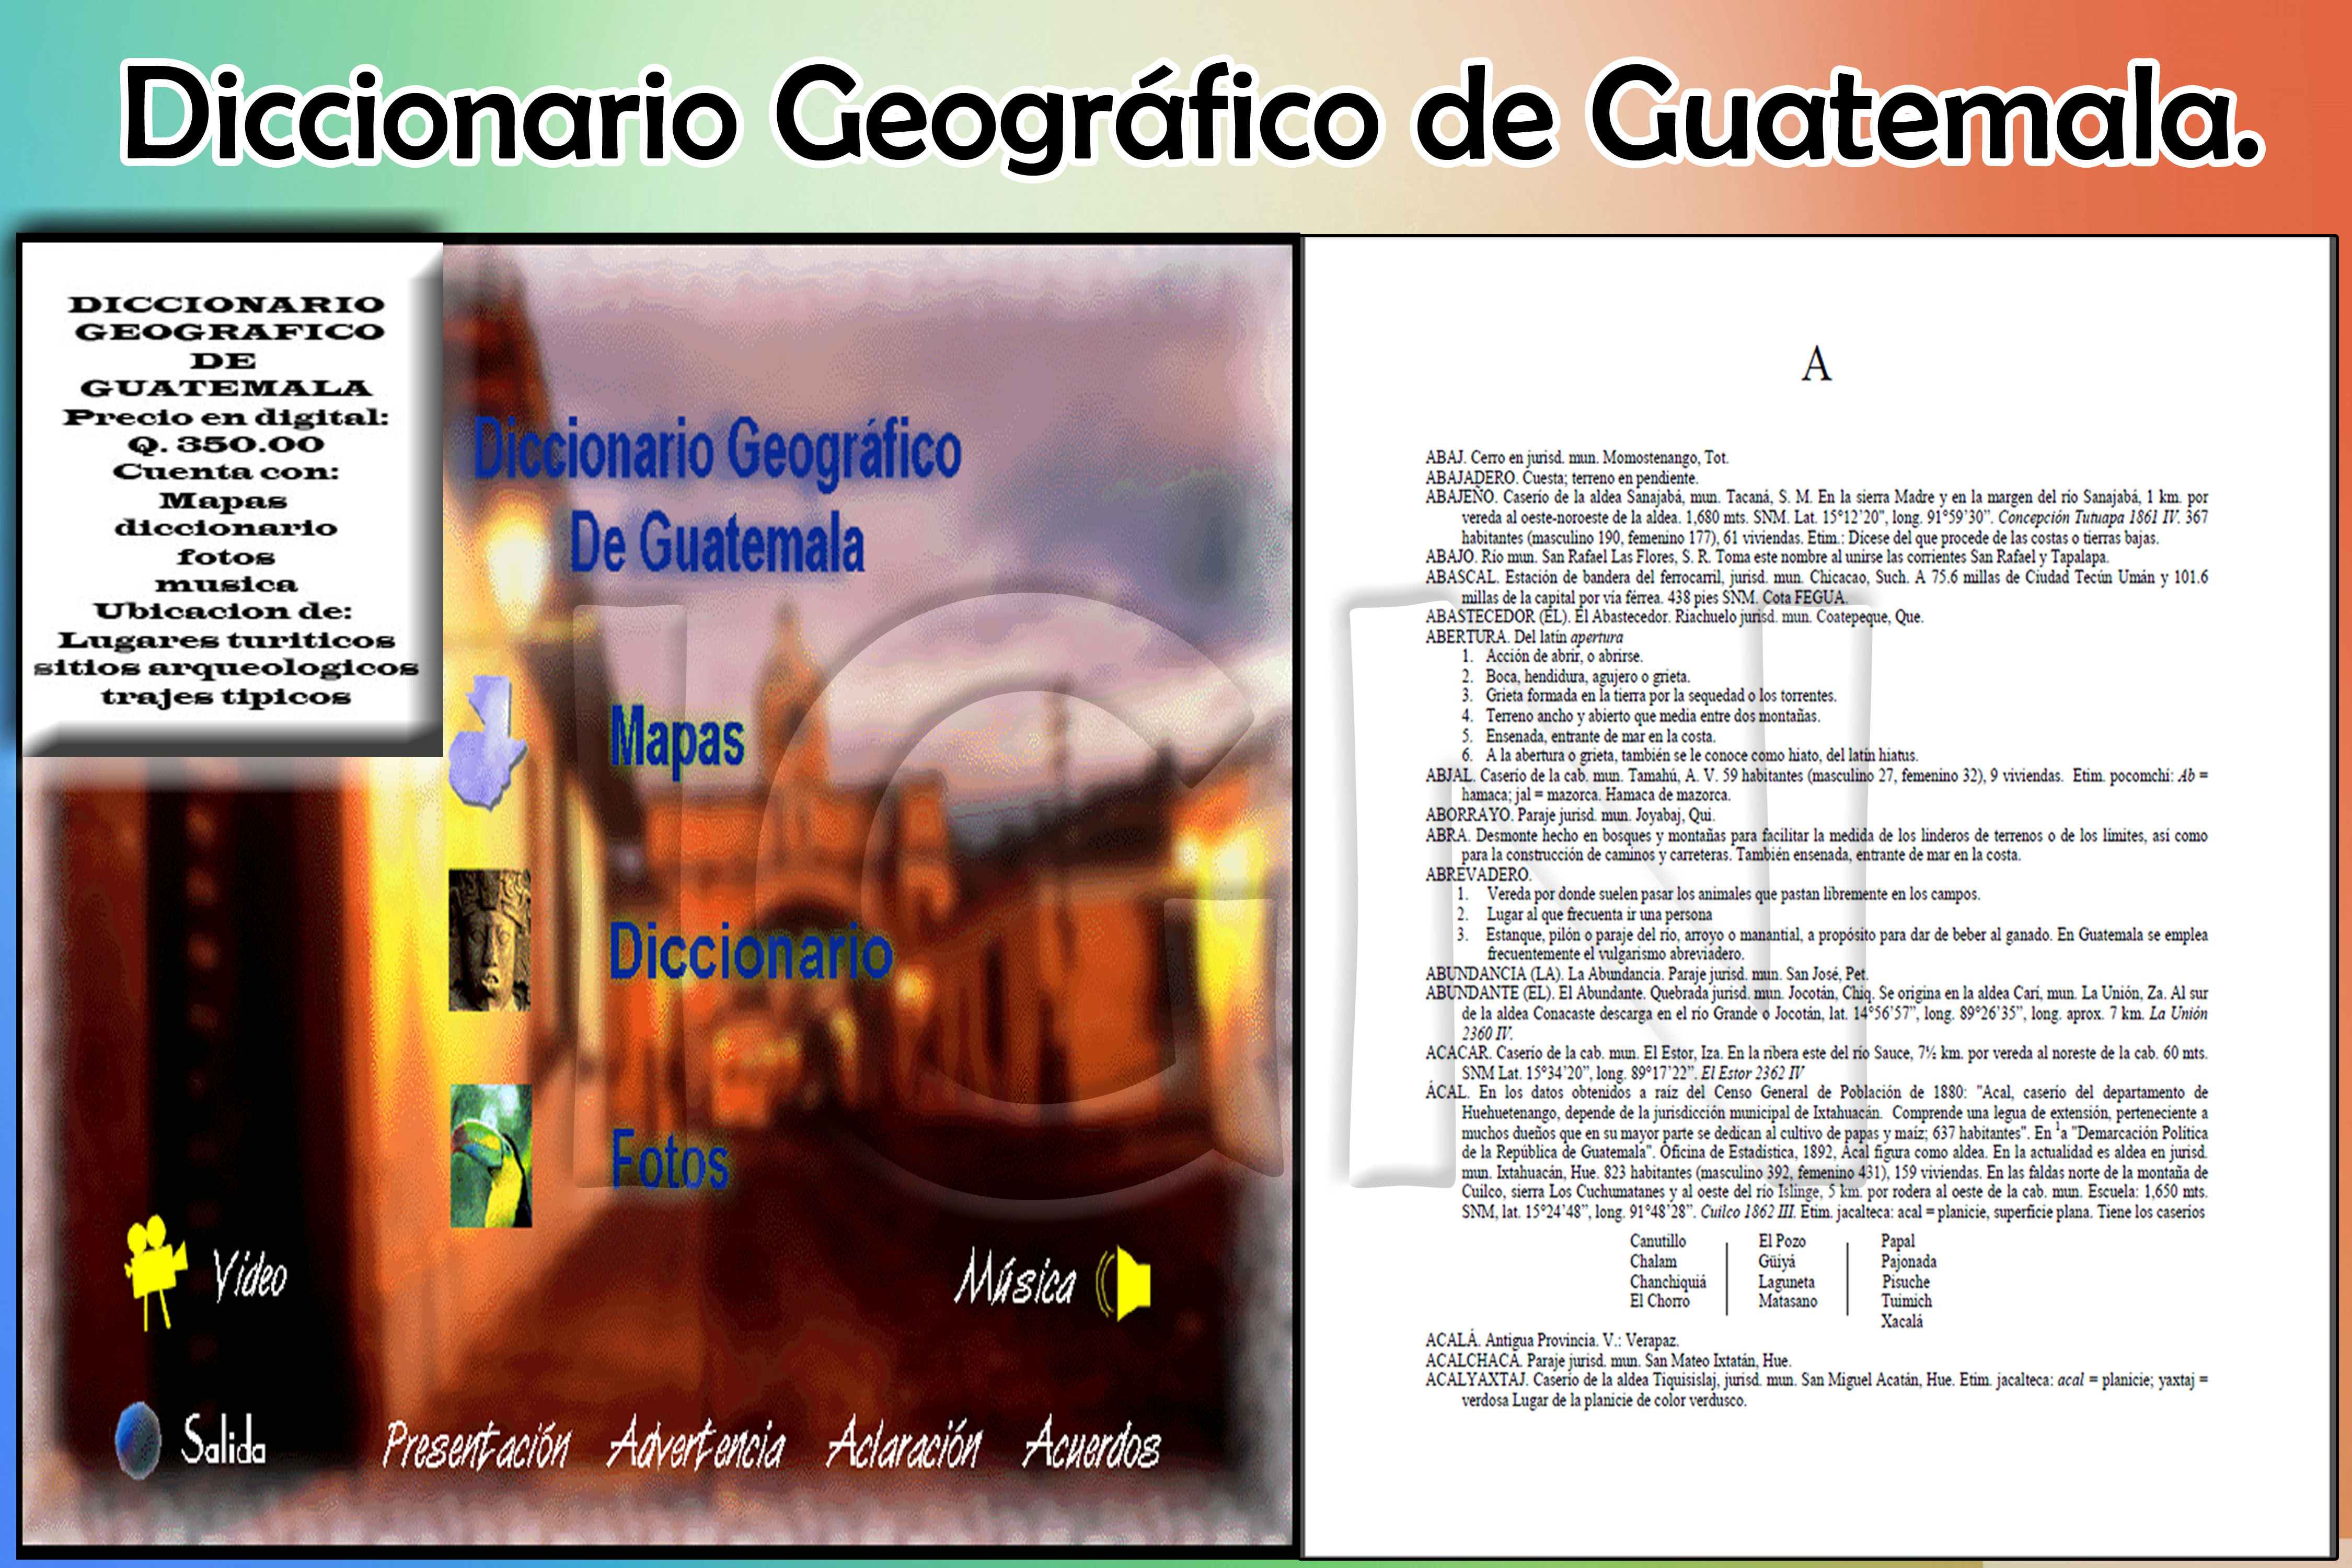 Diccionario Geográfico de Guatemala.
DICCIONARIO
GEOGRAFICO
DE
GUATEMALA
Precio en digital:
Q. 350.00
Cuenta con:
Mapas
diccionario
fotos
musica
Ubicacion de:
Lugares turiticos
sitios arqueologicos
trajes tipicos
Diccionario Geográfico
De Guatemala
Mapas
Diccionario
Fotos
Video
Música
Salida
Presentación Advertencia Aclaración Acuerdos
IGN
A
ABAJ. Cerro en jurisd. mun. Momostenango, Tot.
ABAJADERO. Cuesta; terreno en pendiente.
ABAJEÑO. Caserío de la aldea Sanajabá, mun. Tacaná, S. M. En la sierra Madre y en la margen del río Sanajabá, 1 km. por
vereda al oeste-noroeste de la aldea. 1,680 mts. SNM. Lat. 15°12’20”, long. 91°59’30”. Concepción Tutuapa 1861 IV. 367
habitantes (masculino 190, femenino 177), 61 viviendas. Etim.: Dícese del que procede de las costas o tierras bajas.
ABAJO. Río mun. San Rafael Las Flores, S. R. Toma este nombre al unirse las corrientes San Rafael y Tapalapa.
ABASCAL. Estación de bandera del ferrocarril, jurisd. mun. Chicacao, Such. A 75.6 millas de Ciudad Tecún Umán y 101.6
millas de la capital por vía férrea. 438 pies SNM. Cota FEGUA.
ABASTECEDOR (EL). El Abastecedor. Riachuelo jurisd. mun. Coatepeque, Que.
ABERTURA. Del latín apertura
1. Acción de abrir, o abrirse.
2. Boca, hendidura, agujero o grieta.
3. Grieta formada en la tierra por la sequedad o los torrentes.
4. Terreno ancho y abierto que media entre dos montañas.
5. Ensenada, entrante de mar en la costa.
6. A la abertura o grieta, también se le conoce como hiato, del latín hiatus.
ABJAL. Caserío de la cab. mun. Tamahú, A. V. 59 habitantes (masculino 27, femenino 32), 9 viviendas. Etim. pocomchi: Ab =
hamaca; jal = mazorca. Hamaca de mazorca.
ABORRAYO. Paraje jurisd. mun. Joyabaj, Qui.
ABRA. Desmonte hecho en bosques y montañas para facilitar la medida de los linderos de terrenos o de los límites, así como
para la construcción de caminos y carreteras. También ensenada, entrante de mar en la costa.
ABREVADERO.
1. Vereda por donde suelen pasar los animales que pastan libremente en los campos.
2. Lugar al que frecuenta ir una persona
3. Estanque, pilón o paraje del río, arroyo o manantial, a propósito para dar de beber al ganado. En Guatemala se emplea
frecuentemente el vulgarismo abreviadero.
ABUNDANCIA (LA). La Abundancia. Paraje jurisd. mun. San José, Pet.
ABUNDANTE (EL). El Abundante. Quebrada jurisd. mun. Jocotán, Chiq. Se origina en la aldea Carí, mun. La Unión, Za. Al sur
de la aldea Conacaste descarga en el río Grande o Jocotán, lat. 14°56’57”, long. 89°26’35”, long. aprox. 7 km. La Unión
2360 IV.
ACACAR. Caserío de la cab. mun. El Estor, Iza. En la ribera este del río Sauce, 7½ km. por vereda al noreste de la cab. 60 mts.
SNM Lat. 15°34’20”, long. 89°17’22”. El Estor 2362 IV
ÁCAL. En los datos obtenidos a raíz del Censo General de Población de 1880: "Acal, caserío del departamento de
Huehuetenango, depende de la jurisdicción municipal de Ixtahuacán. Comprende una legua de extensión, perteneciente a
muchos dueños que en su mayor parte se dedican al cultivo de papas y maíz; 637 habitantes". En 1a "Demarcación Política
de la República de Guatemala". Oficina de Estadística, 1892, Ácal figura como aldea. En la actualidad es aldea en jurisd.
mun. Ixtahuacán, Hue. 823 habitantes (masculino 392, femenino 431), 159 viviendas. En las faldas norte de la montaña de
Cuilco, sierra Los Cuchumatanes y al oeste del río Islinge, 5 km. por rodera al oeste de la cab. mun. Escuela: 1,650 mts.
SNM, lat. 15°24’48”, long. 91°48’28”. Cuilco 1862 III. Etim. jacalteca: acal = planicie, superficie plana. Tiene los caseríos
Canutillo El Pozo Papal
Chalam Güiyá Pajonada
Chanchiquiá Laguneta Pisuche
El Chorro Matasano Tuimich
Xacalá
ACALÁ. Antigua Provincia. V.: Verapaz.
ACALCHACA. Paraje jurisd. mun. San Mateo Ixtatán, Hue.
ACALYAXTAJ. Caserío de la aldea Tiquisislaj, jurisd. mun. San Miguel Acatán, Hue. Etim. jacalteca: acal = planicie; yaxtaj =
verdosa Lugar de la planicie de color verdusco.